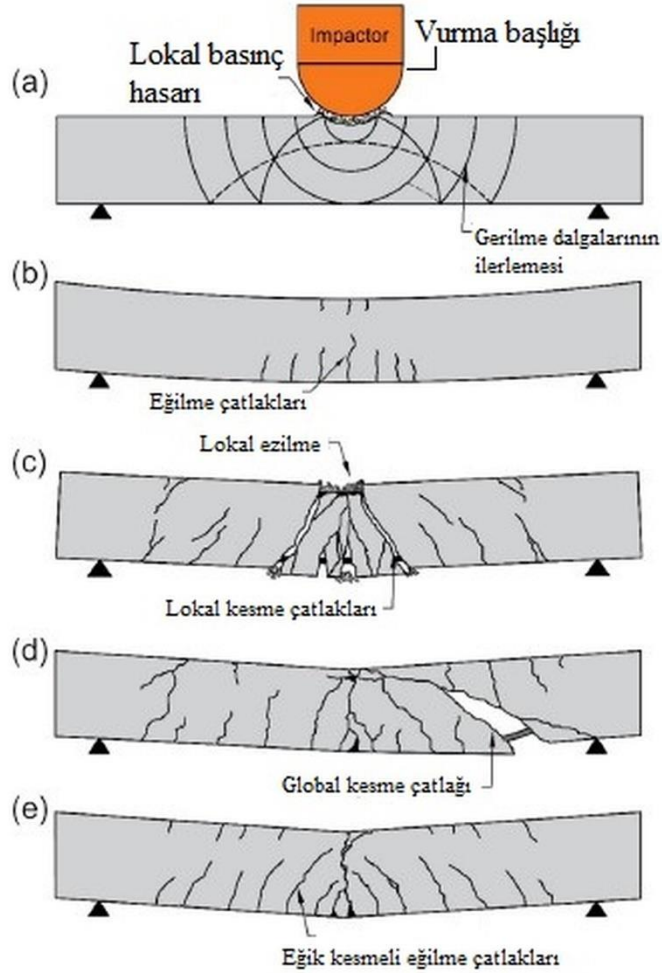 Impactor
Vurma başlığı
Lokal basınç
hasarı
(a)
Gerilme dalgalarının
ilerlemesi
(b)
Eğilme çatlakları
Lokal ezilme
(c)
Lokal kesme çatlakları
(d)
Global kesme çatlağı
(e)
Eğik kesmeli eğilme çatlakları